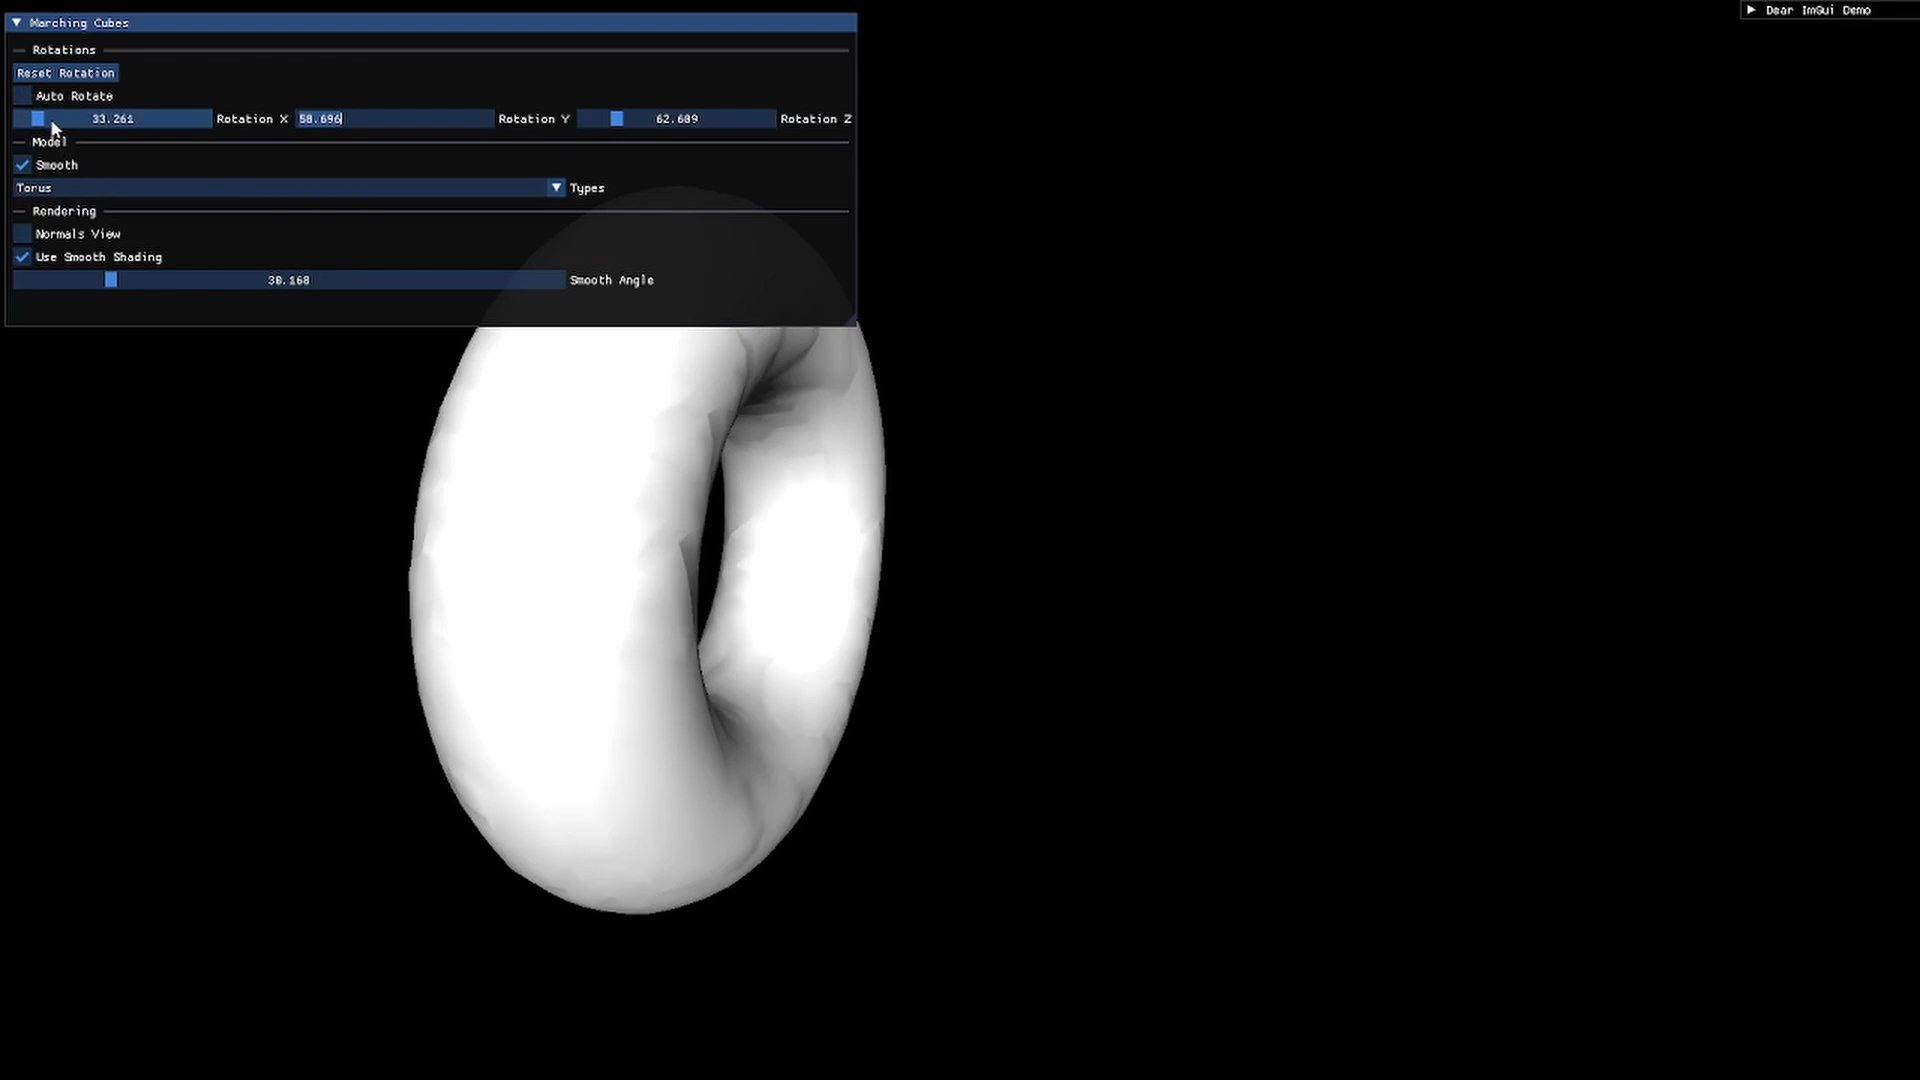 Marching Cubes
Dear ImGui Demo
Rotations
Reset Rotation
Auto Rotate
33.261 Rotation X 50.696 Rotation Y 62.609 Rotation Z
Model
Smooth
Torus Types
Rendering
Normals View
Use Smooth Shading
30.168 Smooth Angle